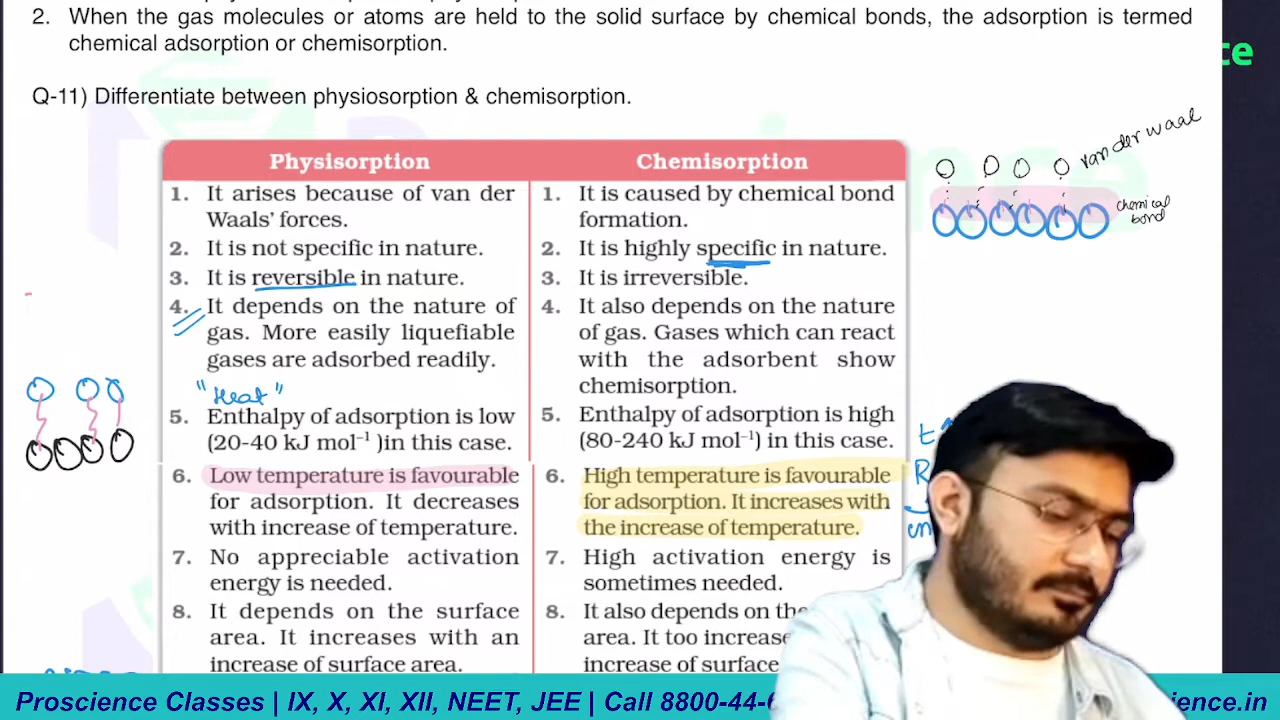 2. When the gas molecules or atoms are held to the solid surface by chemical bonds, the adsorption is termed
chemical adsorption or chemisorption.
ce
Q-11) Differentiate between physiosorption & chemisorption.
Physisorption
1. It arises because of van der
Waals' forces.
2. It is not specific in nature.
3. It is reversible in nature.
4. It depends on the nature of
gas. More easily liquefiable
gases are adsorbed readily.
"Heat"
5. Enthalpy of adsorption is low
(20-40 kJ mol⁻¹ )in this case.
6. Low temperature is favourable
for adsorption. It decreases
with increase of temperature.
7. No appreciable activation
energy is needed.
8. It depends on the surface
area. It increases with an
increase of surface area.
Chemisorption
1. It is caused by chemical bond
formation.
2. It is highly specific in nature.
3. It is irreversible.
4. It also depends on the nature
of gas. Gases which can react
with the adsorbent show
chemisorption.
5. Enthalpy of adsorption is high
(80-240 kJ mol⁻¹) in this case.
6. High temperature is favourable
for adsorption. It increases with
the increase of temperature.
7. High activation energy is
sometimes needed.
8. It also depends on the
area. It too increase
increase of surface
van der waal
chemical
bond
t
R
en
Proscience Classes | IX, X, XI, XII, NEET, JEE | Call 8800-44-6
ience.in